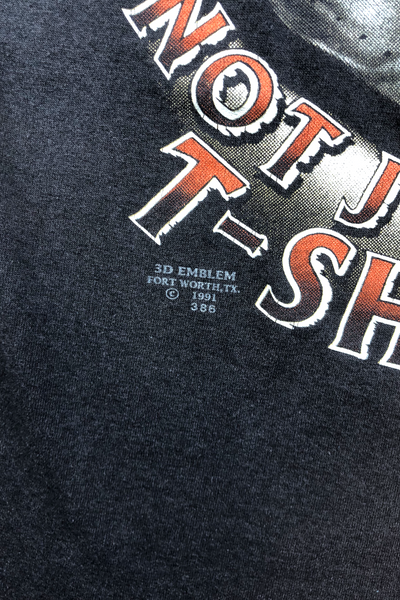 NOT J
T-SH
3D EMBLEM
FORT WORTH, TX.
© 1991
386